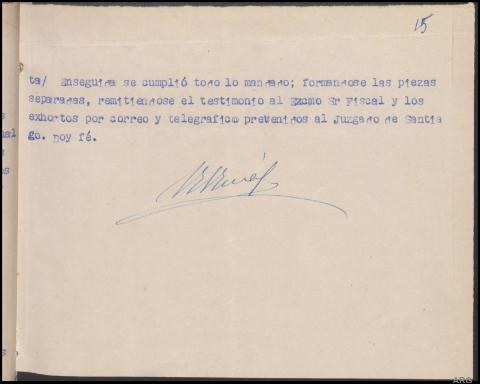 15
ta/ Enseguida se cumplió todo lo mandado; formandose las piezas
separadas, remitiendose el testimonio al Excmo Sr Fiscal y los
exhortos por correo y telegrafico prevenidos al Juzgado de Santia
go. Doy fé.
ARG